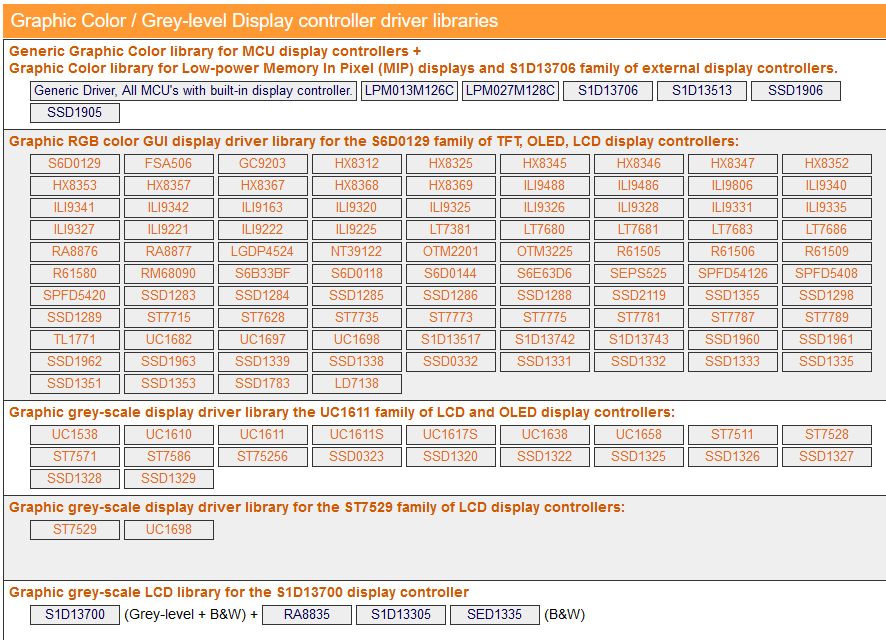 Graphic Color / Grey-level Display controller driver libraries
Generic Graphic Color library for MCU display controllers +
Graphic Color library for Low-power Memory In Pixel (MIP) displays and S1D13706 family of external display controllers.
Generic Driver, All MCU's with built-in display controller. LPM013M126C LPM027M128C S1D13706 S1D13513 SSD1906
SSD1905
Graphic RGB color GUI display driver library for the S6D0129 family of TFT, OLED, LCD display controllers:
S6D0129 FSA506 GC9203 HX8312 HX8325 HX8345 HX8346 HX8347 HX8352
HX8353 HX8357 HX8367 HX8368 HX8369 ILI9488 ILI9486 ILI9806 ILI9340
ILI9341 ILI9342 ILI9163 ILI9320 ILI9325 ILI9326 ILI9328 ILI9331 ILI9335
ILI9327 ILI9221 ILI9222 ILI9225 LT7381 LT7680 LT7681 LT7683 LT7686
RA8876 RA8877 LGDP4524 NT39122 OTM2201 OTM3225 R61505 R61506 R61509
R61580 RM68090 S6B33BF S6D0118 S6D0144 S6E63D6 SEPS525 SPFD54126 SPFD5408
SPFD5420 SSD1283 SSD1284 SSD1285 SSD1286 SSD1288 SSD2119 SSD1355 SSD1298
SSD1289 ST7715 ST7628 ST7735 ST7773 ST7775 ST7781 ST7787 ST7789
TL1771 UC1682 UC1697 UC1698 S1D13517 S1D13742 S1D13743 SSD1960 SSD1961
SSD1962 SSD1963 SSD1339 SSD1338 SSD0332 SSD1331 SSD1332 SSD1333 SSD1335
SSD1351 SSD1353 SSD1783 LD7138
Graphic grey-scale display driver library the UC1611 family of LCD and OLED display controllers:
UC1538 UC1610 UC1611 UC1611S UC1617S UC1638 UC1658 ST7511 ST7528
ST7571 ST7586 ST75256 SSD0323 SSD1320 SSD1322 SSD1325 SSD1326 SSD1327
SSD1328 SSD1329
Graphic grey-scale display driver library for the ST7529 family of LCD display controllers:
ST7529 UC1698
Graphic grey-scale LCD library for the S1D13700 display controller
S1D13700 (Grey-level + B&W) + RA8835 S1D13305 SED1335 (B&W)